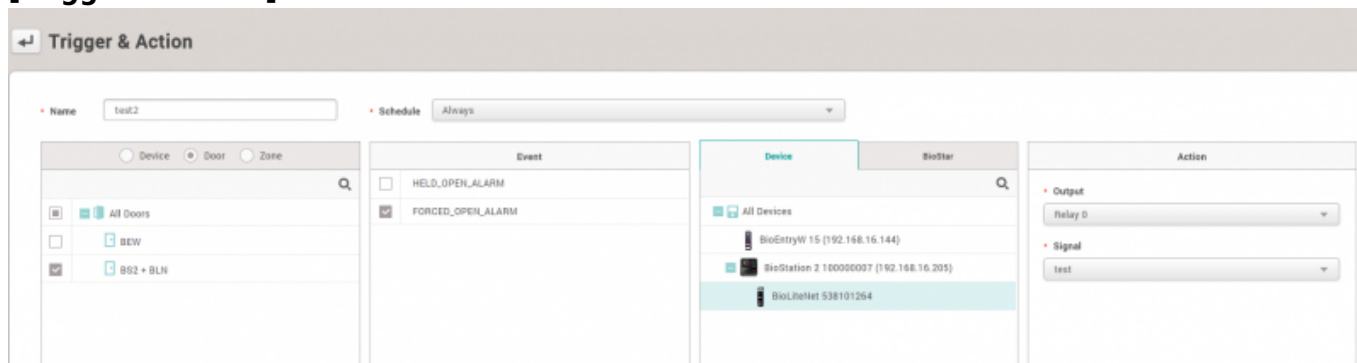 Trigger & Action
* Name test2 * Schedule Always
Device Door Zone
Event
Device BioStar
Action
All Doors
BEW
BS2 + BLN
HELD_OPEN_ALARM
FORCED_OPEN_ALARM
All Devices
BioEntryW 15 (192.168.16.144)
BioStation 2 100000007 (192.168.16.205)
BioLiteNet 538101264
* Output
Relay 0
* Signal
test